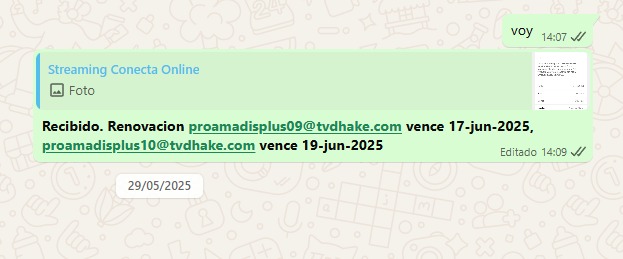 voy 14:07
Streaming Conecta Online
Foto
Recibido. Renovacion proamadisplus09@tvdhake.com vence 17-jun-2025,
proamadisplus10@tvdhake.com vence 19-jun-2025
Editado 14:09
29/05/2025